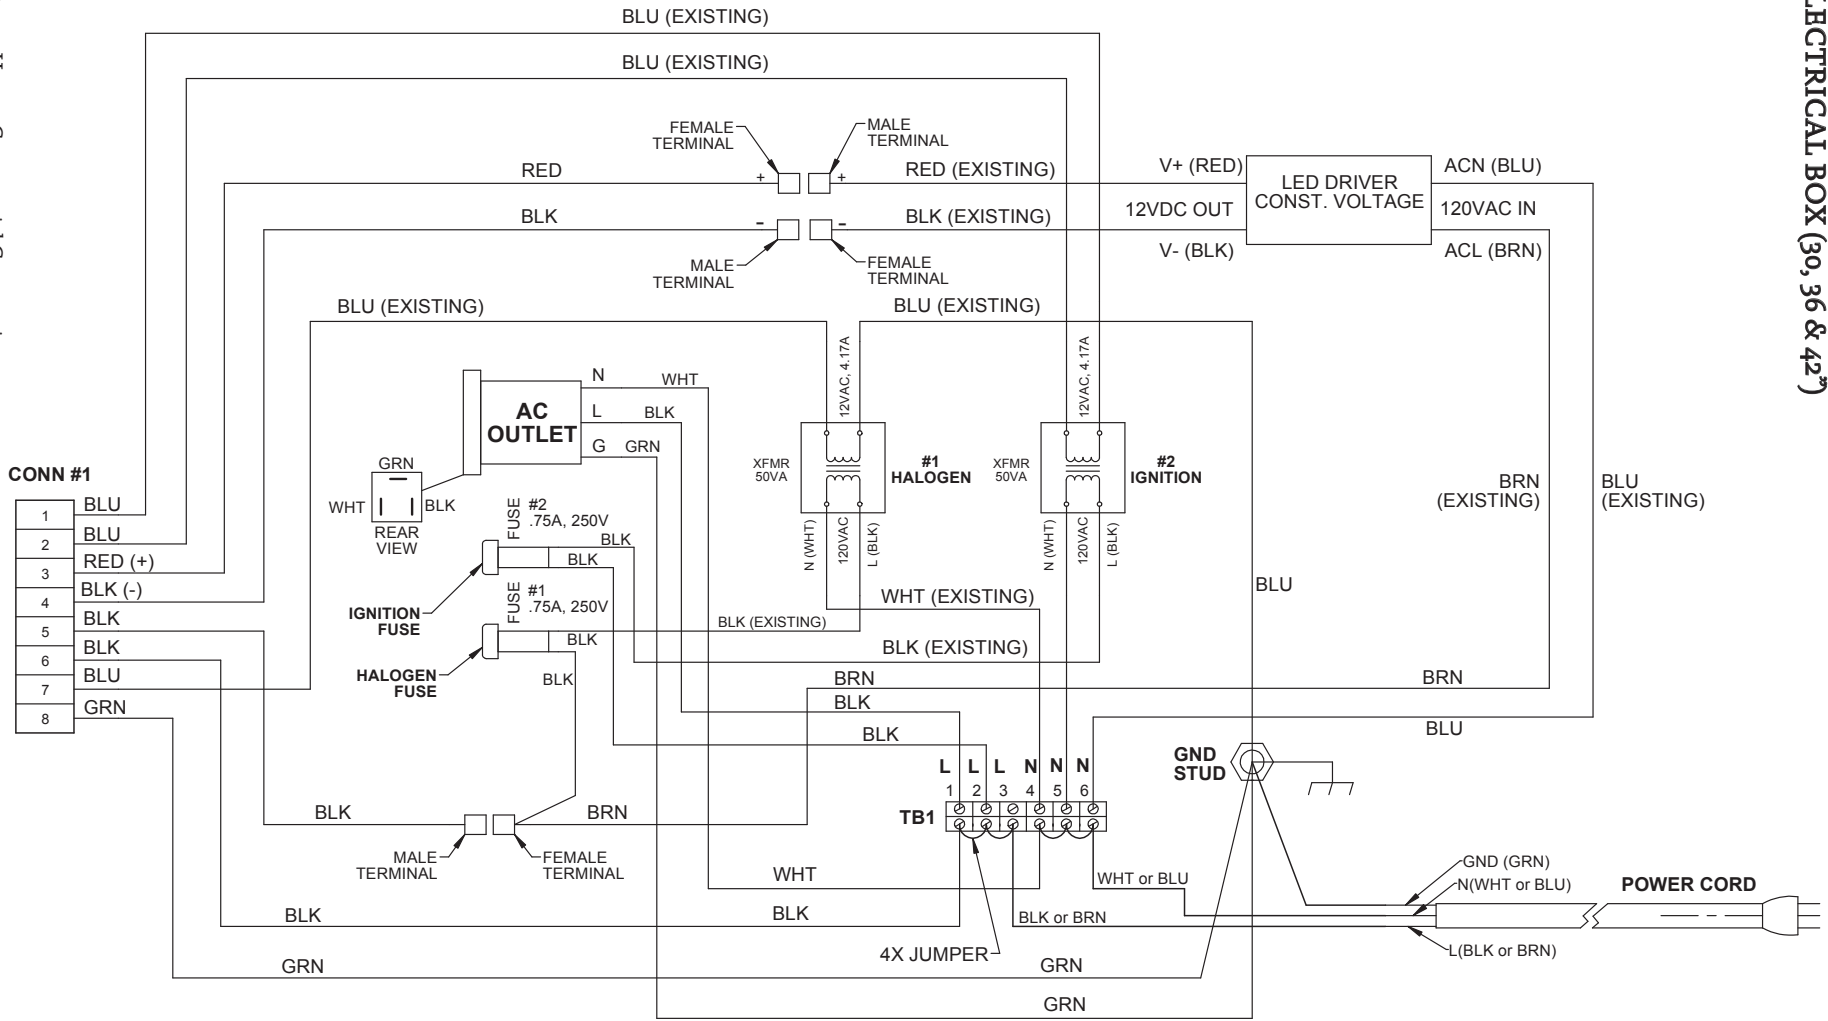 BLU (EXISTING)
BLU (EXISTING)
ELECTRICAL BOX (30, 36 & 42")
FEMALE
TERMINAL
MALE
TERMINAL
RED
+
+
RED (EXISTING)
V+ (RED)
LED DRIVER
CONST. VOLTAGE
ACN (BLU)
BLK
-
-
BLK (EXISTING)
12VDC OUT
120VAC IN
V- (BLK)
ACL (BRN)
MALE
TERMINAL
FEMALE
TERMINAL
BLU (EXISTING)
BLU (EXISTING)
12VAC, 4.17A
12VAC, 4.17A
N
WHT
AC
OUTLET
L
BLK
G
GRN
XFMR
50VA
#1
HALOGEN
XFMR
50VA
#2
IGNITION
CONN #1
GRN
WHT
BLK
REAR
VIEW
BRN
(EXISTING)
BLU
(EXISTING)
1
BLU
2
BLU
3
RED (+)
4
BLK (-)
5
BLK
6
BLK
7
BLU
8
GRN
FUSE
#2
.75A, 250V
BLK
BLK
N (WHT)
120VAC
L (BLK)
N (WHT)
120VAC
L (BLK)
IGNITION
FUSE
FUSE
#1
.75A, 250V
BLK
BLK (EXISTING)
WHT (EXISTING)
BLU
BLK (EXISTING)
HALOGEN
FUSE
BLK
BRN
BRN
BLK
BLU
BLK
GND
STUD
L L L N N N
1 2 3 4 5 6
TB1
BLK
BRN
MALE
TERMINAL
FEMALE
TERMINAL
WHT
WHT or BLU
GND (GRN)
N(WHT or BLU)
POWER CORD
BLK
BLK
BLK or BRN
L(BLK or BRN)
4X JUMPER
GRN
GRN
GRN